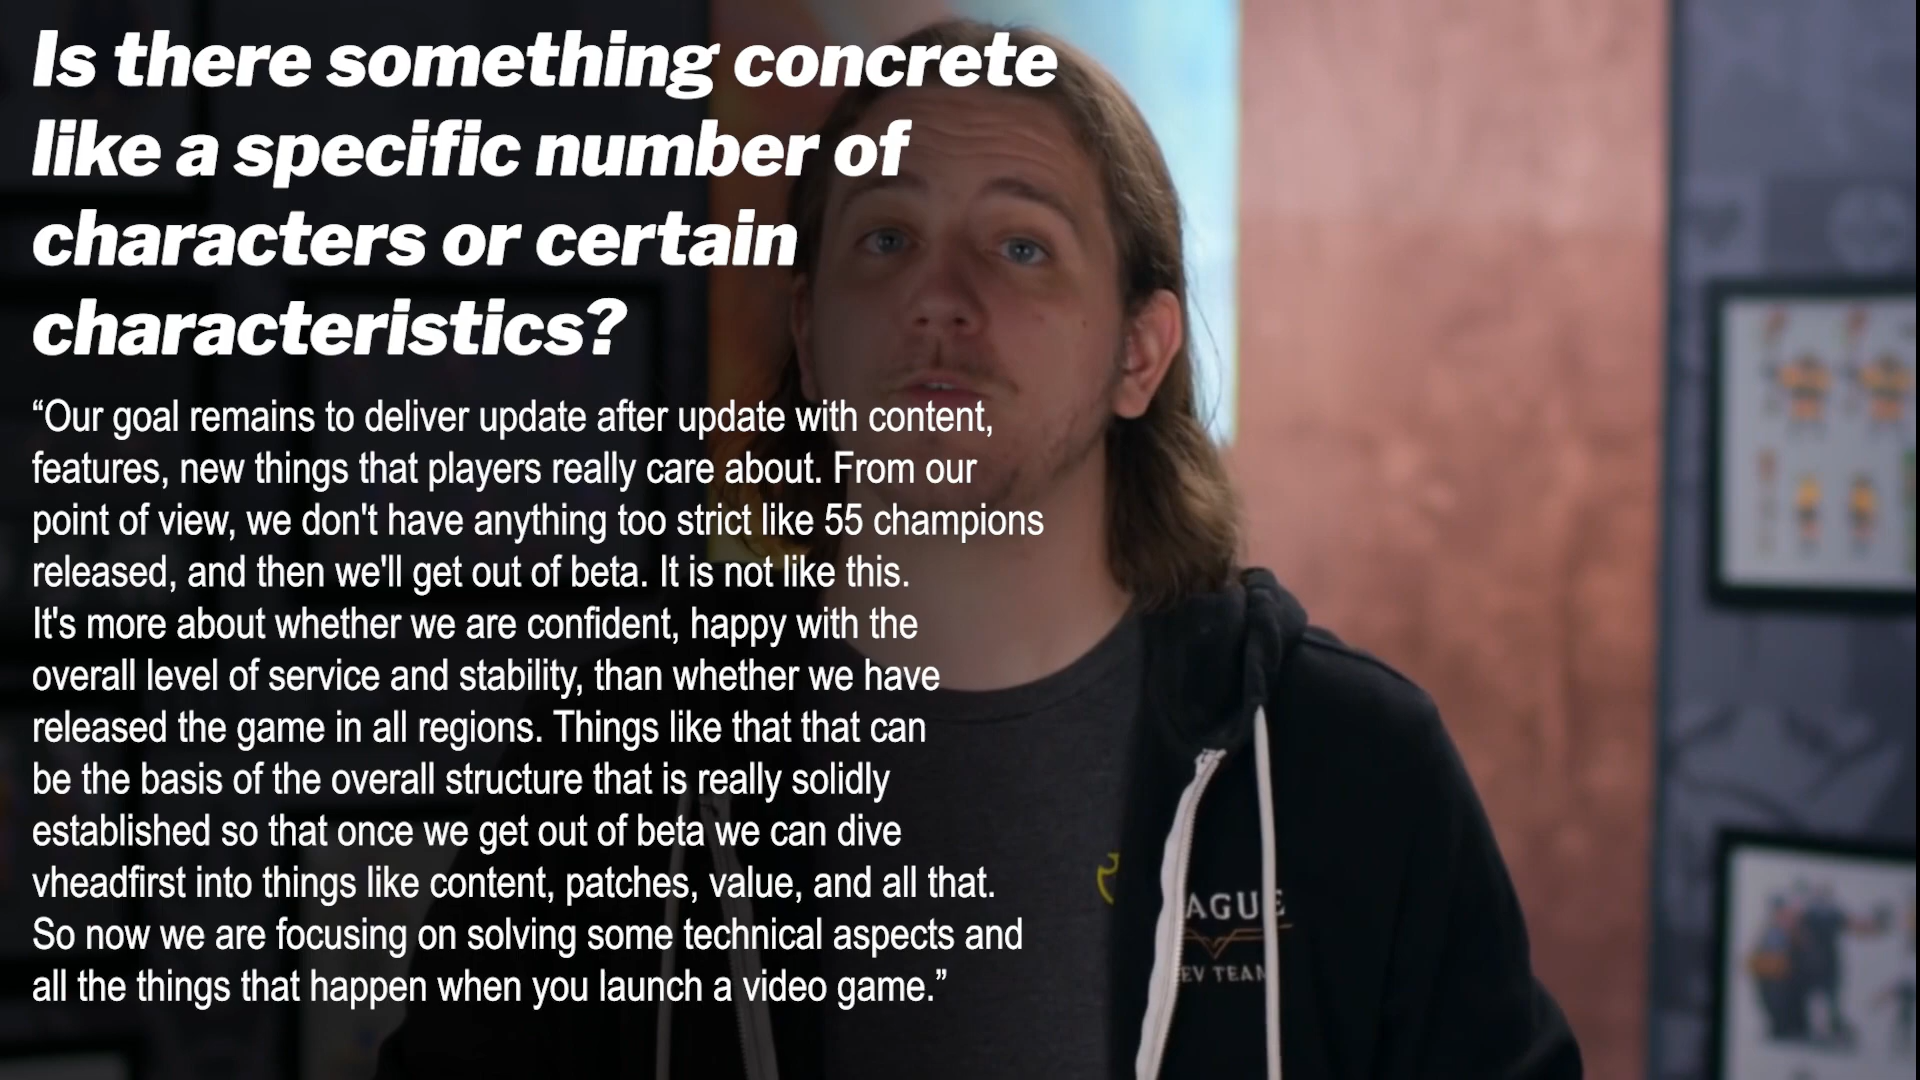 Is there something concrete
like a specific number of
characters or certain
characteristics?
“Our goal remains to deliver update after update with content,
features, new things that players really care about. From our
point of view, we don't have anything too strict like 55 champions
released, and then we'll get out of beta. It is not like this.
It's more about whether we are confident, happy with the
overall level of service and stability, than whether we have
released the game in all regions. Things like that that can
be the basis of the overall structure that is really solidly
established so that once we get out of beta we can dive
vheadfirst into things like content, patches, value, and all that.
So now we are focusing on solving some technical aspects and
all the things that happen when you launch a video game.”
AGUE
EV TEAM